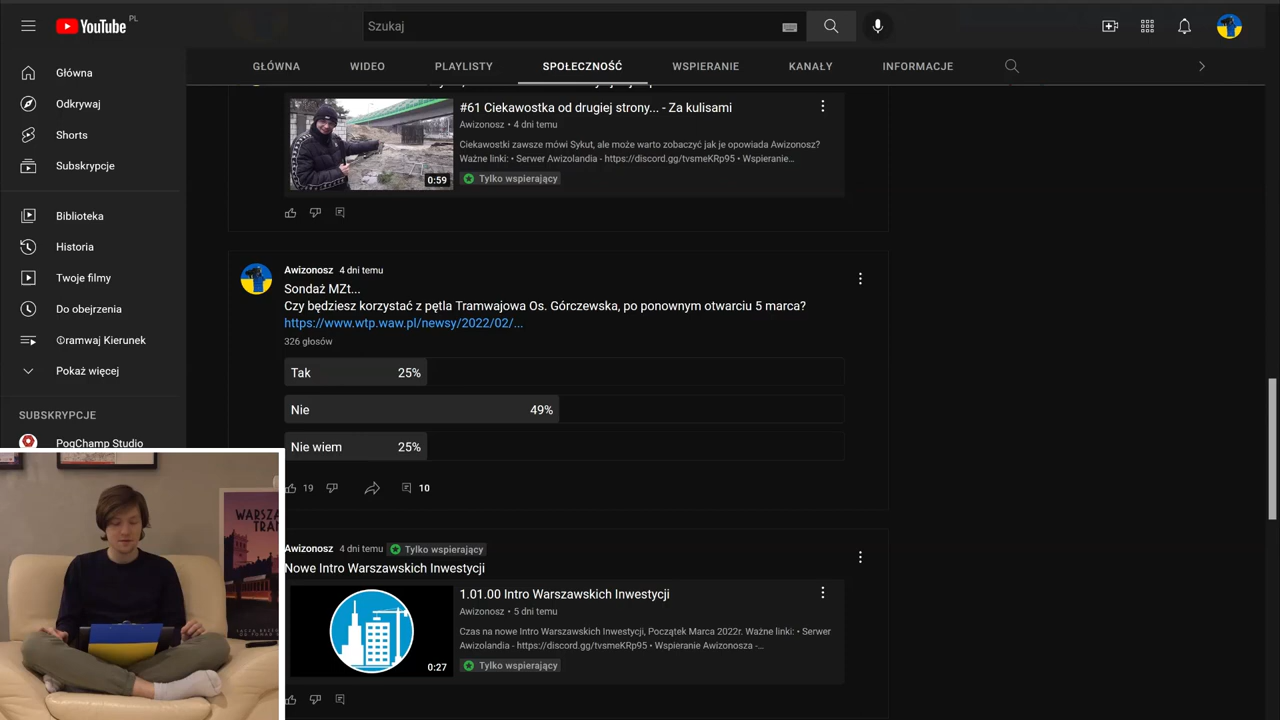 YouTube PL
Szukaj
Główna
Odkrywaj
Shorts
Subskrypcje
Biblioteka
Historia
Twoje filmy
Do obejrzenia
Tramwaj Kierunek
Pokaż więcej
SUBSKRYPCJE
PogChamp Studio
GŁÓWNA WIDEO PLAYLISTY SPOŁECZNOŚĆ WSPIERANIE KANAŁY INFORMACJE
#61 Ciekawostka od drugiej strony... - Za kulisami
Awizonosz • 4 dni temu
Ciekawostki zawsze mówi Sykut, ale może warto zobaczyć jak je opowiada Awizonosz?
Ważne linki: • Serwer Awizolandia - https://discord.gg/tvsmeKRp95 • Wspieranie...
0:59
Tylko wspierający
Awizonosz 4 dni temu
Sondaż MZt...
Czy będziesz korzystać z pętla Tramwajowa Os. Górczewska, po ponownym otwarciu 5 marca?
https://www.wtp.waw.pl/newsy/2022/02/...
326 głosów
Tak 25%
Nie 49%
Nie wiem 25%
19 10
Awizonosz 4 dni temu Tylko wspierający
Nowe Intro Warszawskich Inwestycji
1.01.00 Intro Warszawskich Inwestycji
Awizonosz • 5 dni temu
Czas na nowe Intro Warszawskich Inwestycji, Początek Marca 2022r. Ważne linki: • Serwer
Awizolandia - https://discord.gg/tvsmeKRp95 • Wspieranie Awizonosza -...
0:27
Tylko wspierający